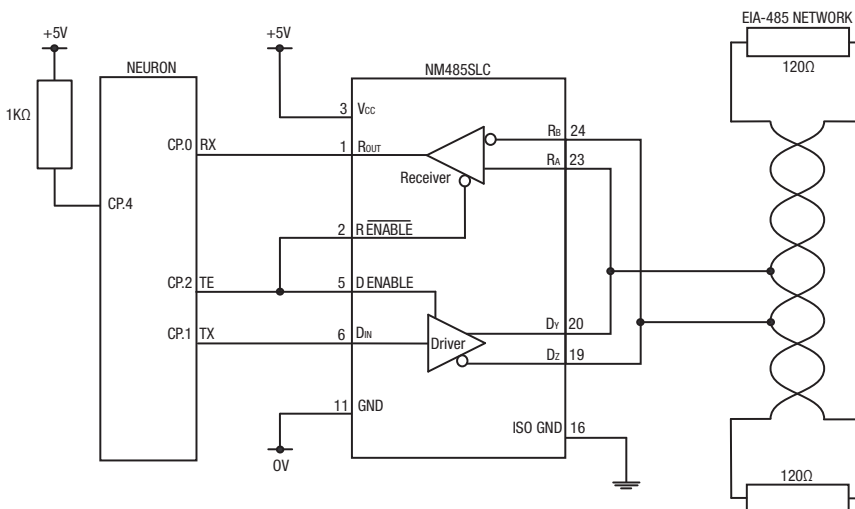 EIA-485 NETWORK
+5V
+5V
120Ω
NEURON
NM485SLC
1KΩ
3 VCC
RB 24
CP.0 RX
1 ROUT
RA 23
Receiver
CP.4
2 R ENABLE
CP.2 TE
5 D ENABLE
DY 20
CP.1 TX
6 DIN
Driver
DZ 19
11 GND
ISO GND 16
0V
120Ω